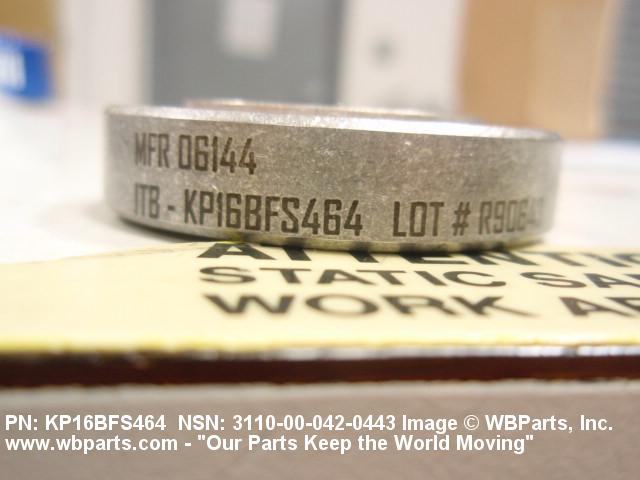 MFR 06144
ITB - KP16BFS464 LOT #
STATIC
WORK
PN: KP16BFS464 NSN: 3110-00-042-0443 Image © WBParts, Inc.
www.wbparts.com - "Our Parts Keep the World Moving"